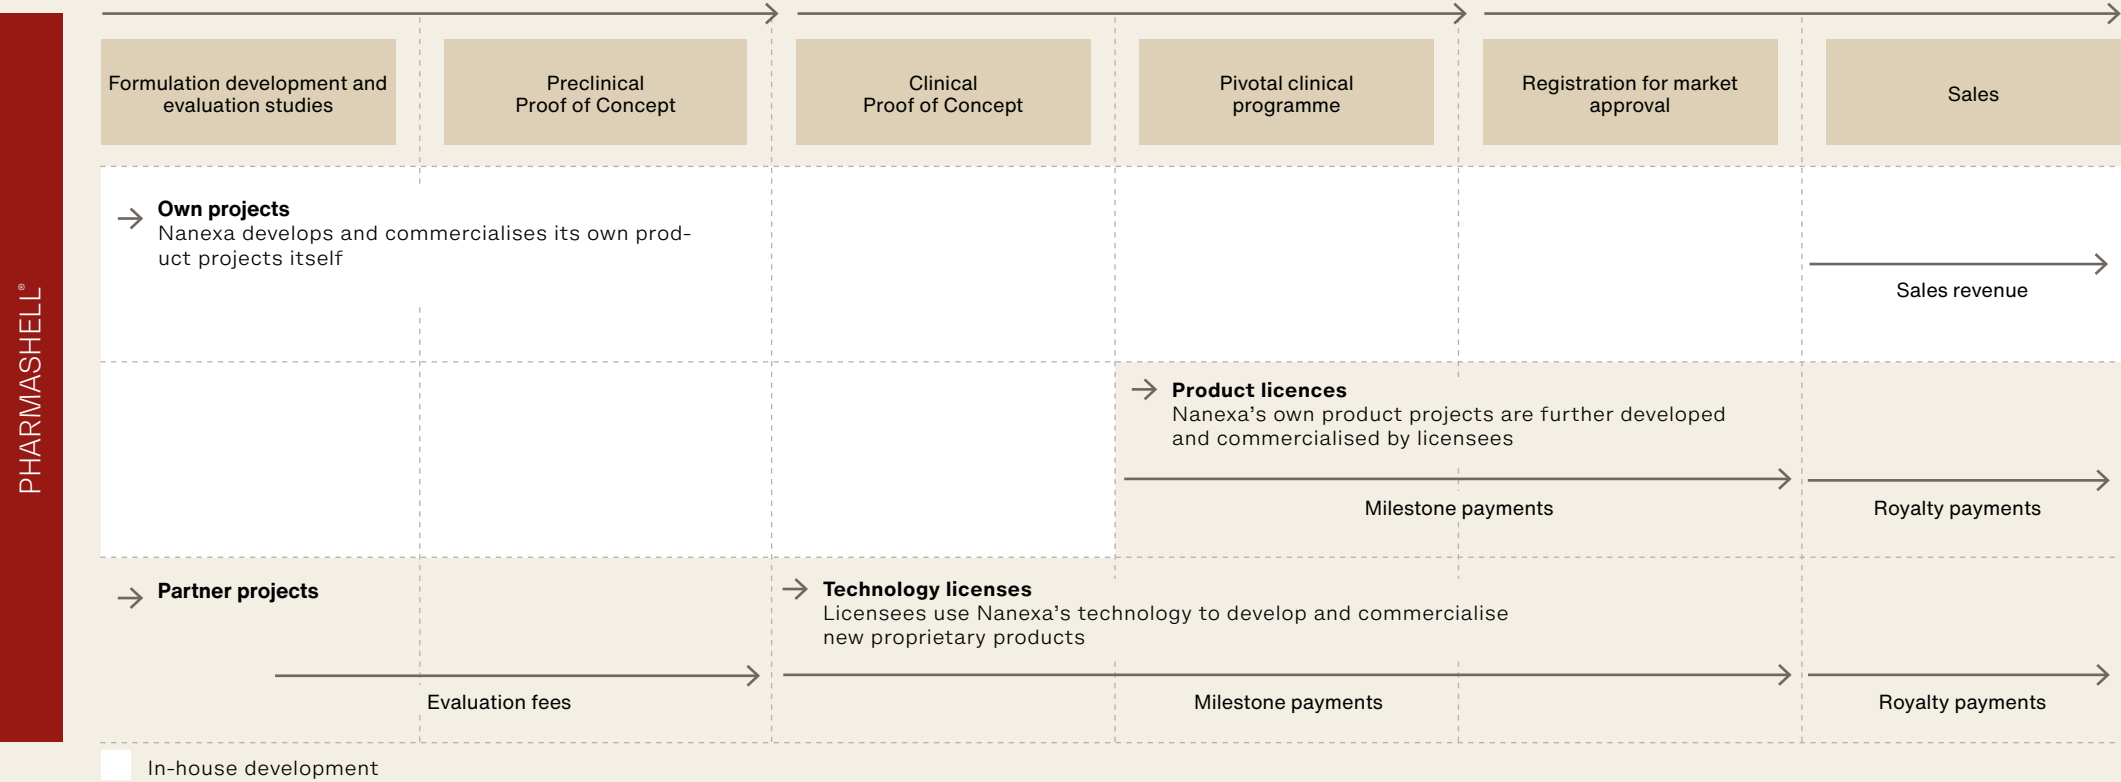 PHARMASHELL®
Formulation development and
evaluation studies
Preclinical
Proof of Concept
Clinical
Proof of Concept
Pivotal clinical
programme
Registration for market
approval
Sales
Own projects
Nanexa develops and commercialises its own prod-
uct projects itself
Sales revenue
Product licences
Nanexa's own product projects are further developed
and commercialised by licensees
Milestone payments
Royalty payments
Partner projects
Evaluation fees
Technology licenses
Licensees use Nanexa's technology to develop and commercialise
new proprietary products
Milestone payments
Royalty payments
In-house development